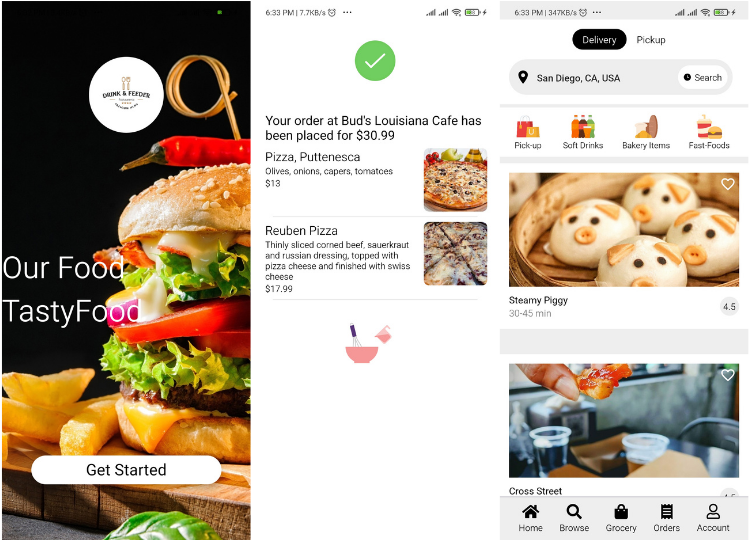 DRINK & FEEDER
Our Food
TastyFood
Get Started
6:33 PM | 7.7KB/s
Your order at Bud's Louisiana Cafe has
been placed for $30.99
Pizza, Puttenesca
Olives, onions, capers, tomatoes
$13
Reuben Pizza
Thinly sliced corned beef, sauerkraut
and russian dressing, topped with
pizza cheese and finished with swiss
cheese
$17.99
6:33 PM | 347KB/s
Delivery Pickup
San Diego, CA, USA Search
Pick-up Soft Drinks Bakery Items Fast-Foods
Steamy Piggy
30-45 min
4.5
Cross Street
Home Browse Grocery Orders Account